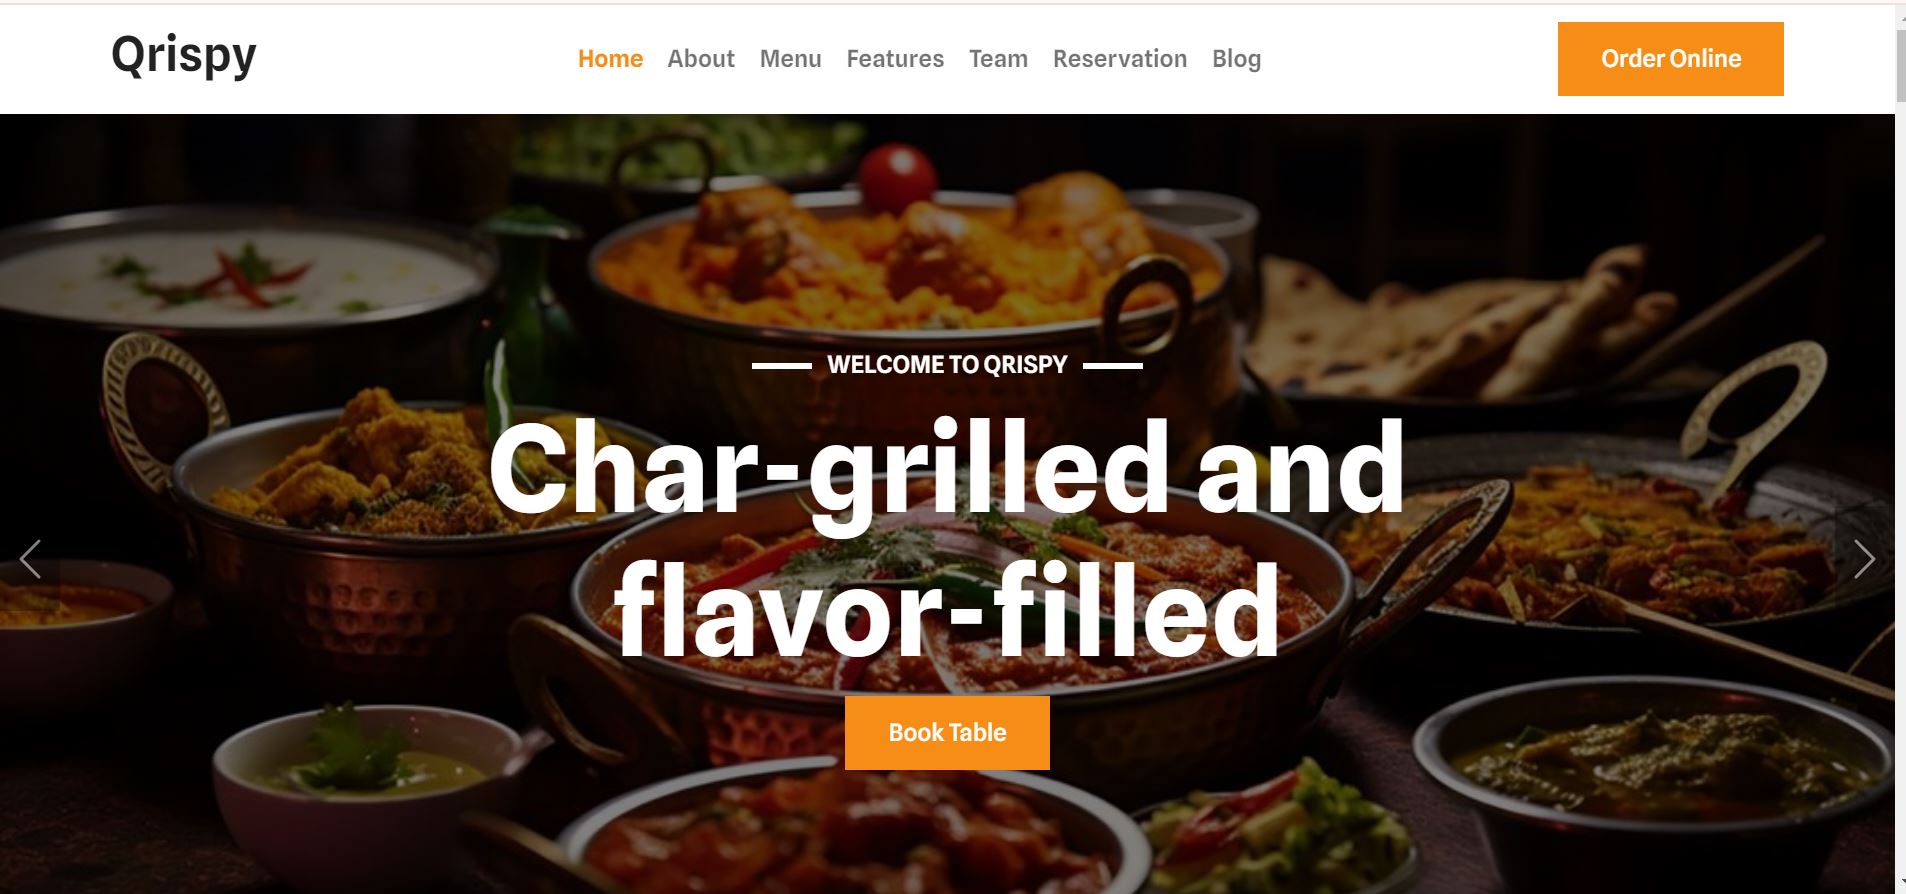 Qrispy
Home About Menu Features Team Reservation Blog
Order Online
WELCOME TO QRISPY
Char-grilled and
flavor-filled
Book Table